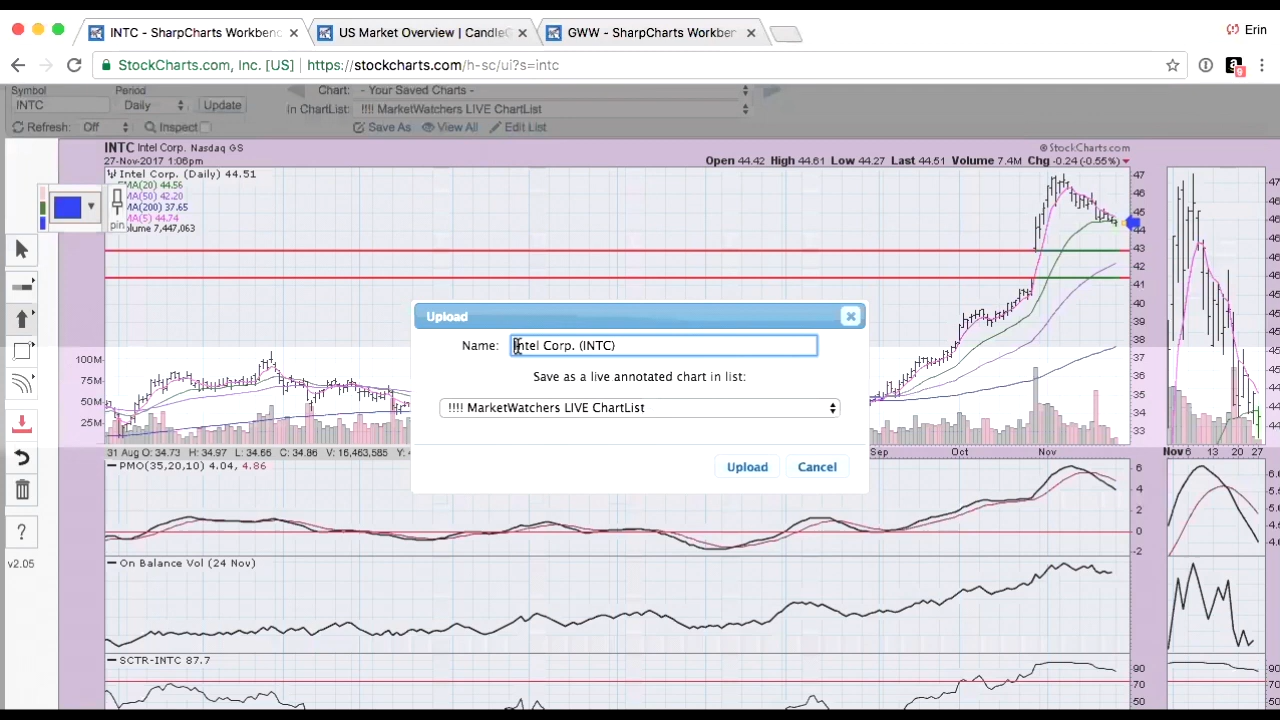 INTC - SharpCharts Workbenc
US Market Overview | CandleG
GWW - SharpCharts Workben
Erin
StockCharts.com, Inc. [US] | https://stockcharts.com/h-sc/ui?s=intc
9
Symbol
Period
Chart: - Your Saved Charts -
INTC
Daily
Update
in ChartList: !!!! MarketWatchers LIVE ChartList
Refresh: Off
Inspect
Save As
View All
Edit List
INTC Intel Corp. Nasdaq GS
© StockCharts.com
27-Nov-2017 1:06pm
Open 44.42 High 44.61 Low 44.27 Last 44.51 Volume 7.4M Chg -0.24 (-0.55%)
Intel Corp. (Daily) 44.51
EMA(20) 44.56
MA(50) 42.20
MA(200) 37.65
MA(5) 44.74
olume 7,447,063
pin
47
46
45
44
43
42
41
40
39
38
37
36
35
34
33
100M
75M
50M
25M
Upload
Name: Intel Corp. (INTC)
Save as a live annotated chart in list:
!!!! MarketWatchers LIVE ChartList
Upload
Cancel
31 Aug O: 34.73 H: 34.97 L: 34.66 C: 34.86 V: 16,463,585
Sep
Oct
Nov
Nov 6 13 20 27
PMO(35,20,10) 4.04, 4.86
6
4
2
0
-2
On Balance Vol (24 Nov)
SCTR-INTC 87.7
90
70
50
?
v2.05